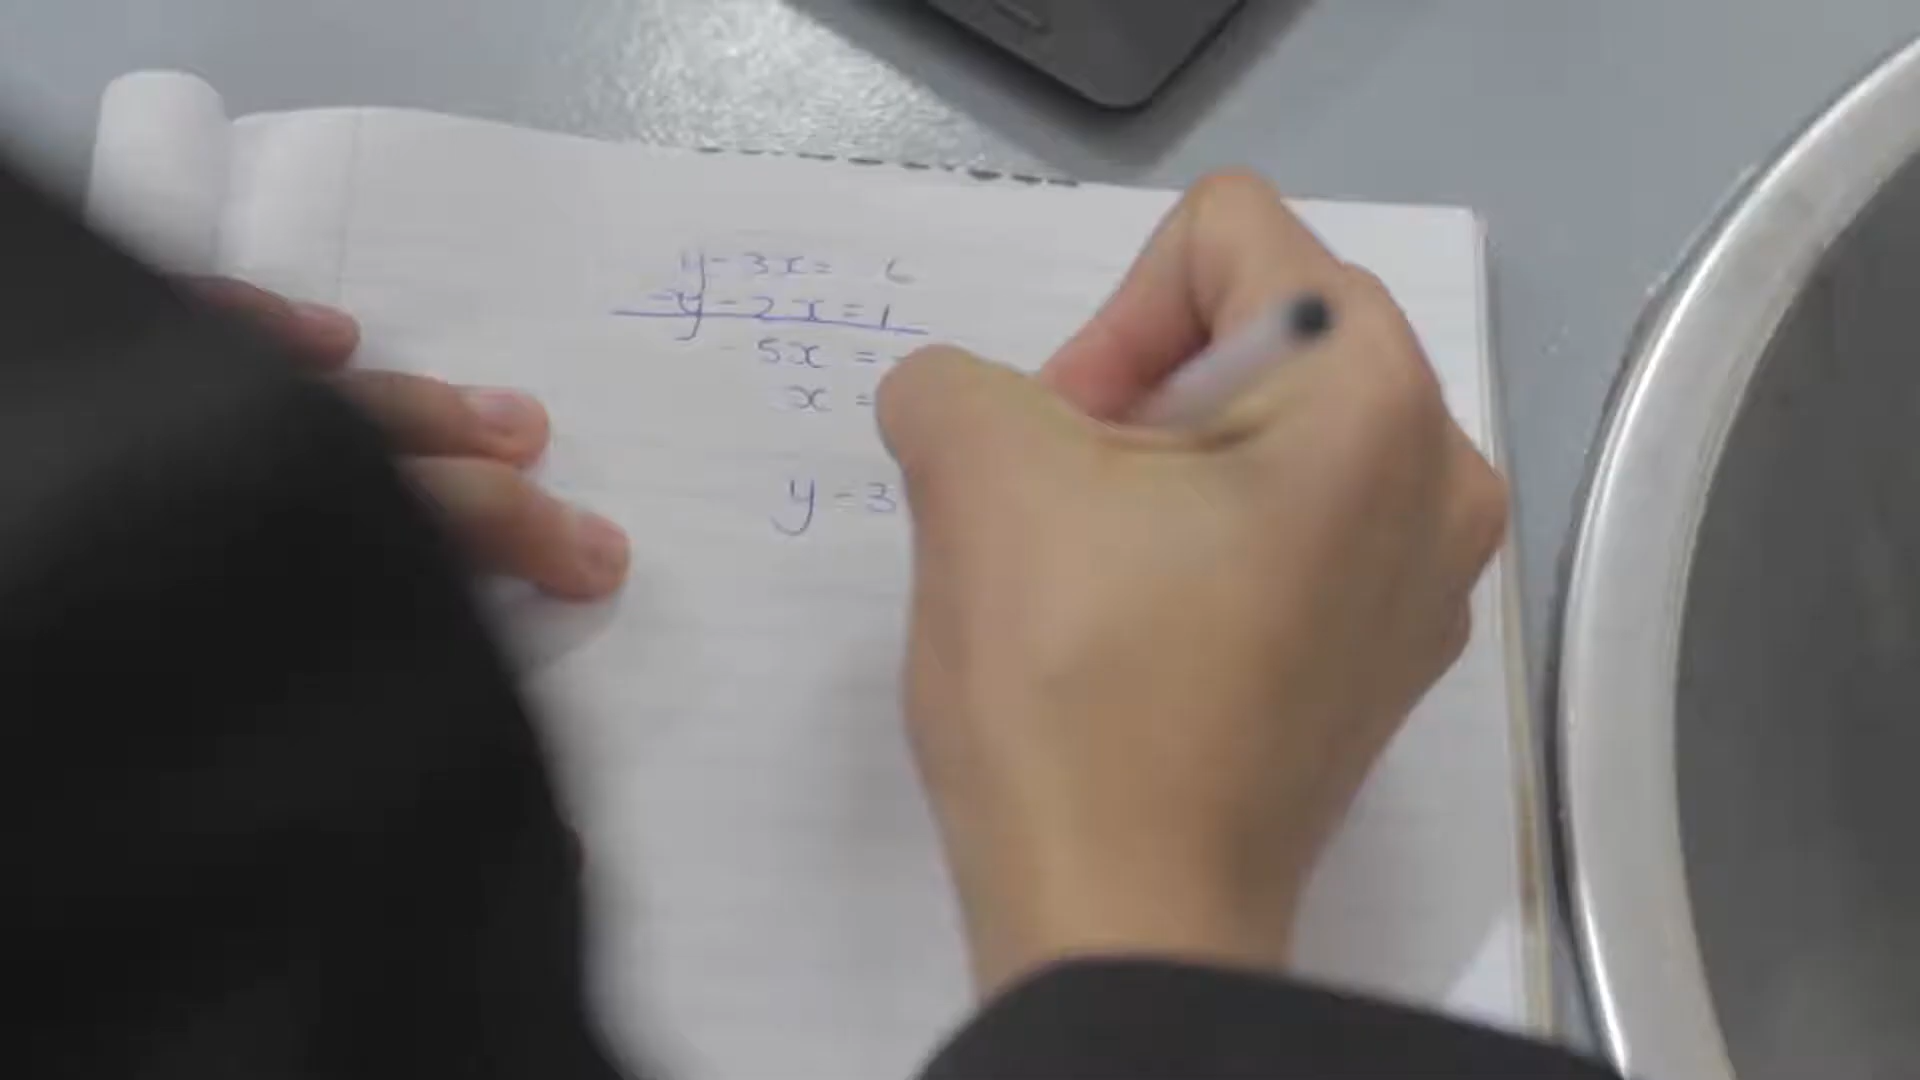 y-3x= 6
-y-2x=1
-5x =
x =
y-3